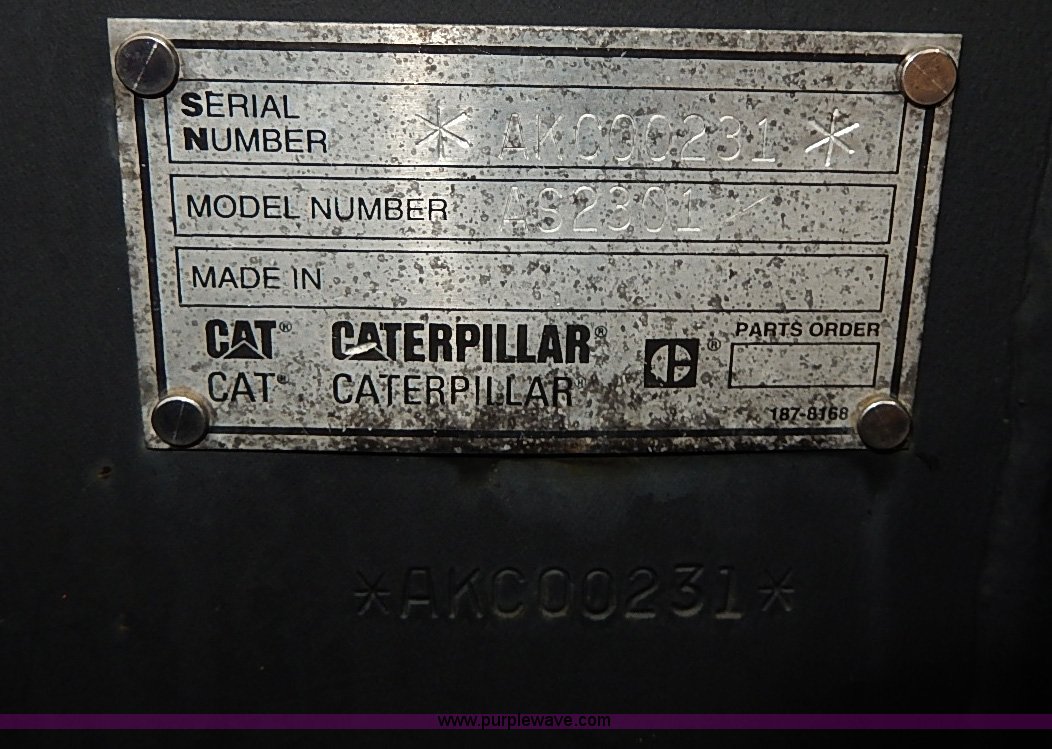 SERIAL
NUMBER *AKC00231*
MODEL NUMBER AS2301
MADE IN
CAT® CATERPILLAR® ® PARTS ORDER
CAT® CATERPILLAR®
187-8168
*AKC00231*
www.purplewave.com